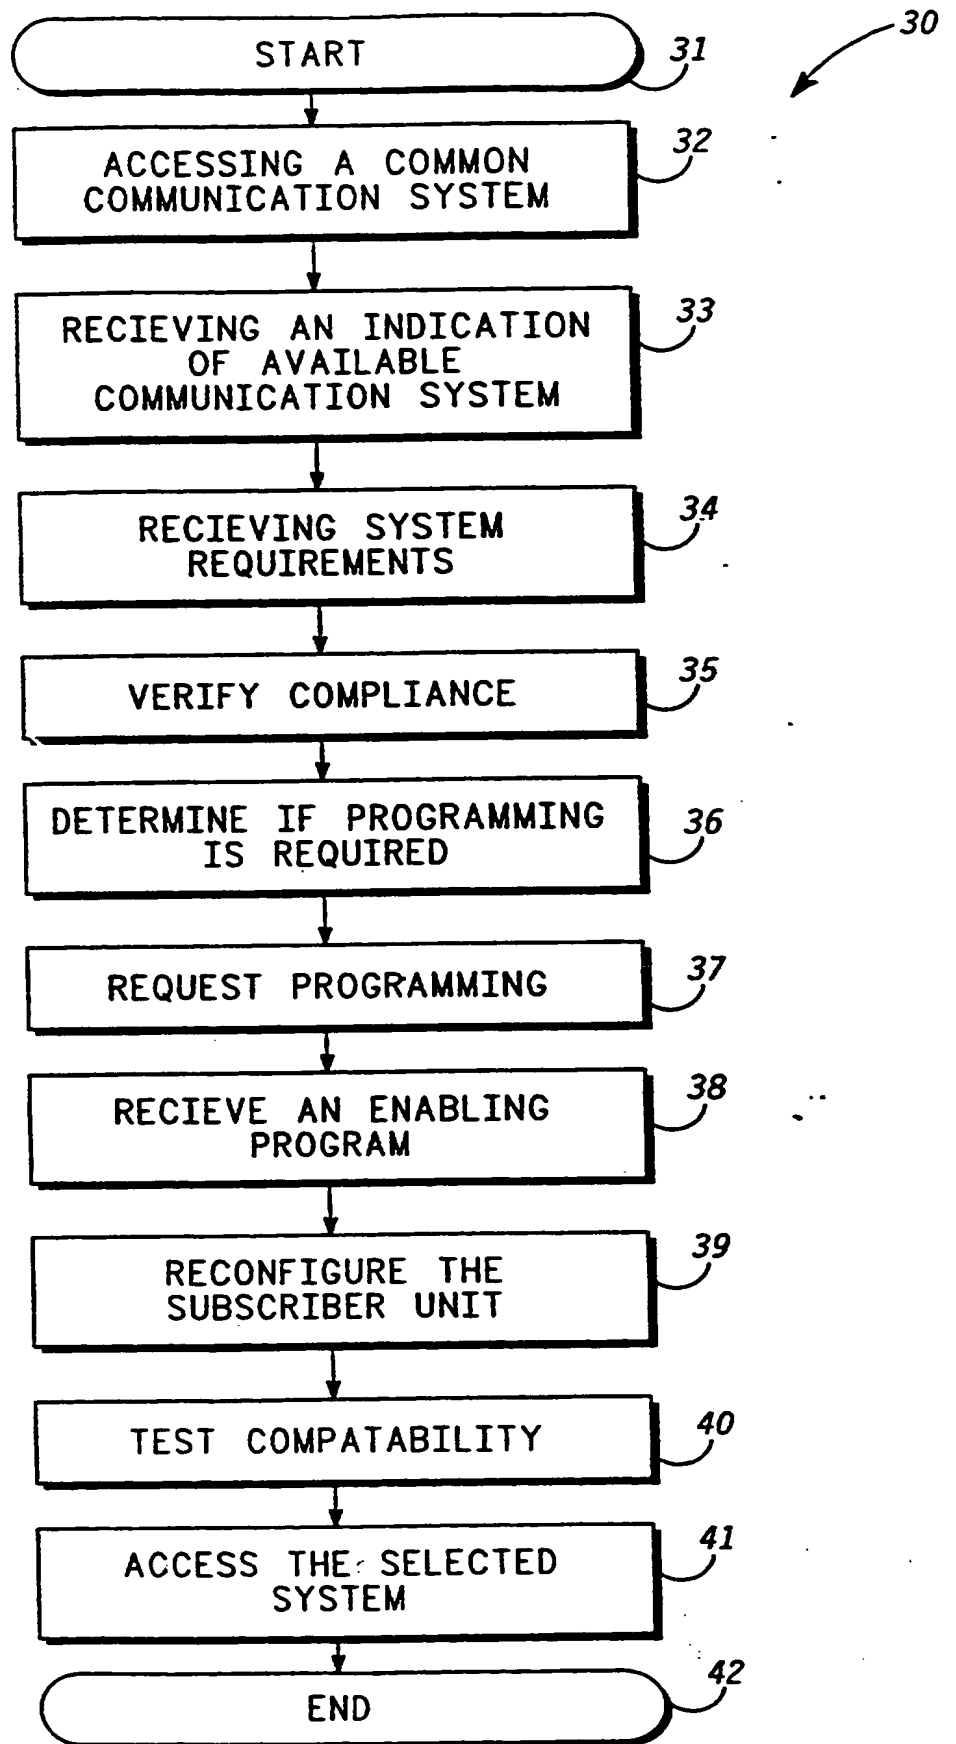 30
START
31
ACCESSING A COMMON
COMMUNICATION SYSTEM
32
RECIEVING AN INDICATION
OF AVAILABLE
COMMUNICATION SYSTEM
33
RECIEVING SYSTEM
REQUIREMENTS
34
VERIFY COMPLIANCE
35
DETERMINE IF PROGRAMMING
IS REQUIRED
36
REQUEST PROGRAMMING
37
RECIEVE AN ENABLING
PROGRAM
38
RECONFIGURE THE
SUBSCRIBER UNIT
39
TEST COMPATABILITY
40
ACCESS THE SELECTED
SYSTEM
41
END
42